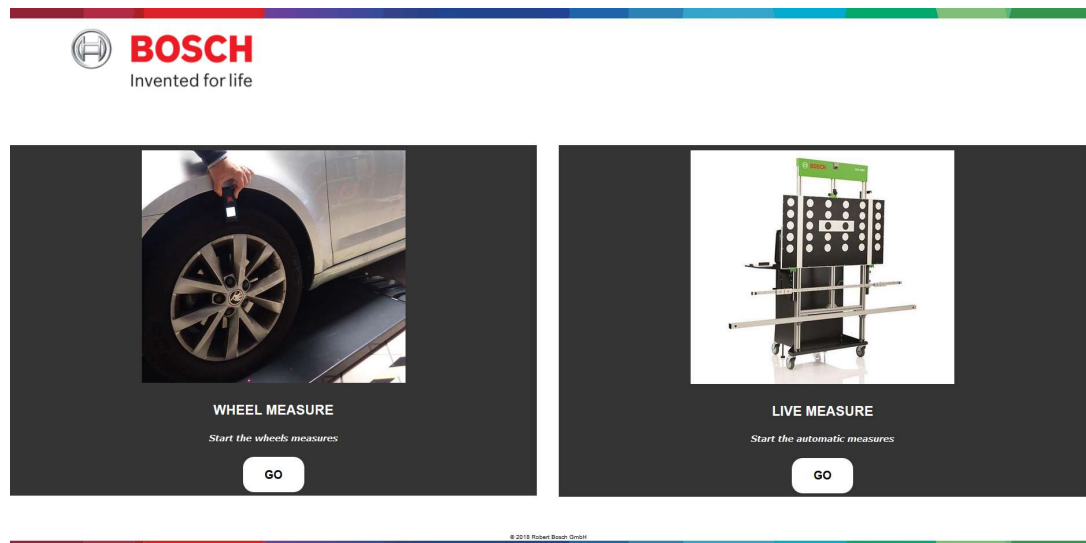 BOSCH
Invented for life
BOSCH
WHEEL MEASURE
Start the wheels measures
GO
LIVE MEASURE
Start the automatic measures
GO
© 2018 Robert Bosch GmbH